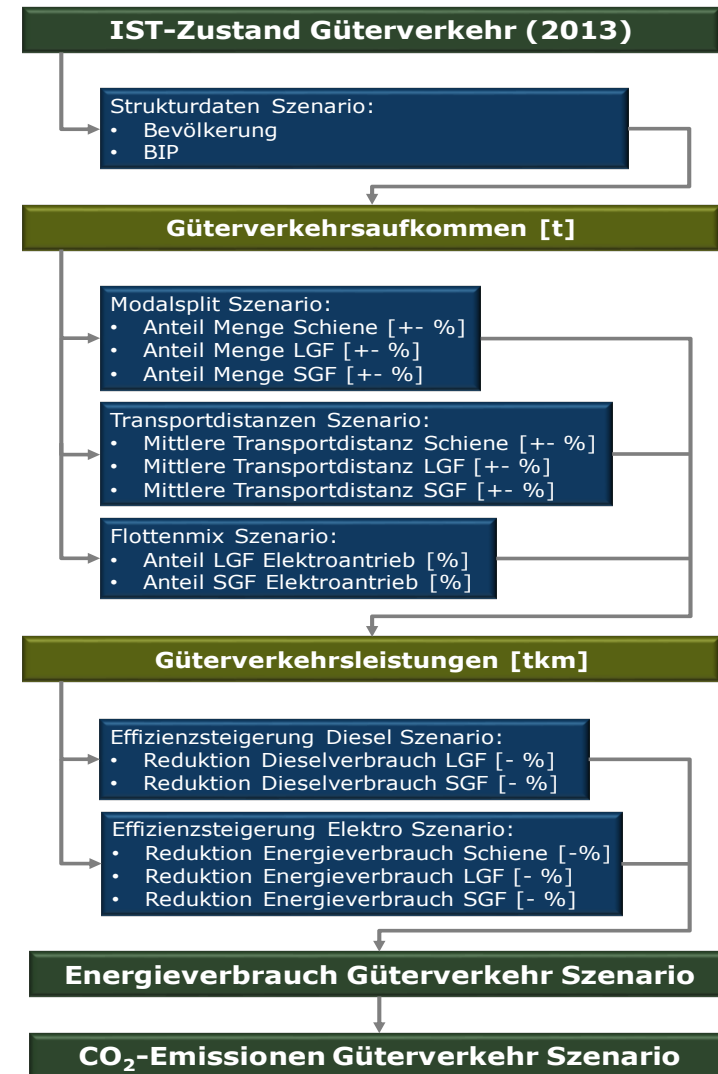 IST-Zustand Güterverkehr (2013)
Strukturdaten Szenario:
• Bevölkerung
• BIP
Güterverkehrsaufkommen [t]
Modalsplit Szenario:
• Anteil Menge Schiene [+- %]
• Anteil Menge LGF [+- %]
• Anteil Menge SGF [+- %]
Transportdistanzen Szenario:
• Mittlere Transportdistanz Schiene [+- %]
• Mittlere Transportdistanz LGF [+- %]
• Mittlere Transportdistanz SGF [+- %]
Flottenmix Szenario:
• Anteil LGF Elektroantrieb [%]
• Anteil SGF Elektroantrieb [%]
Güterverkehrsleistungen [tkm]
Effizienzsteigerung Diesel Szenario:
• Reduktion Dieselverbrauch LGF [- %]
• Reduktion Dieselverbrauch SGF [- %]
Effizienzsteigerung Elektro Szenario:
• Reduktion Energieverbrauch Schiene [-%]
• Reduktion Energieverbrauch LGF [- %]
• Reduktion Energieverbrauch SGF [- %]
Energieverbrauch Güterverkehr Szenario
CO₂-Emissionen Güterverkehr Szenario